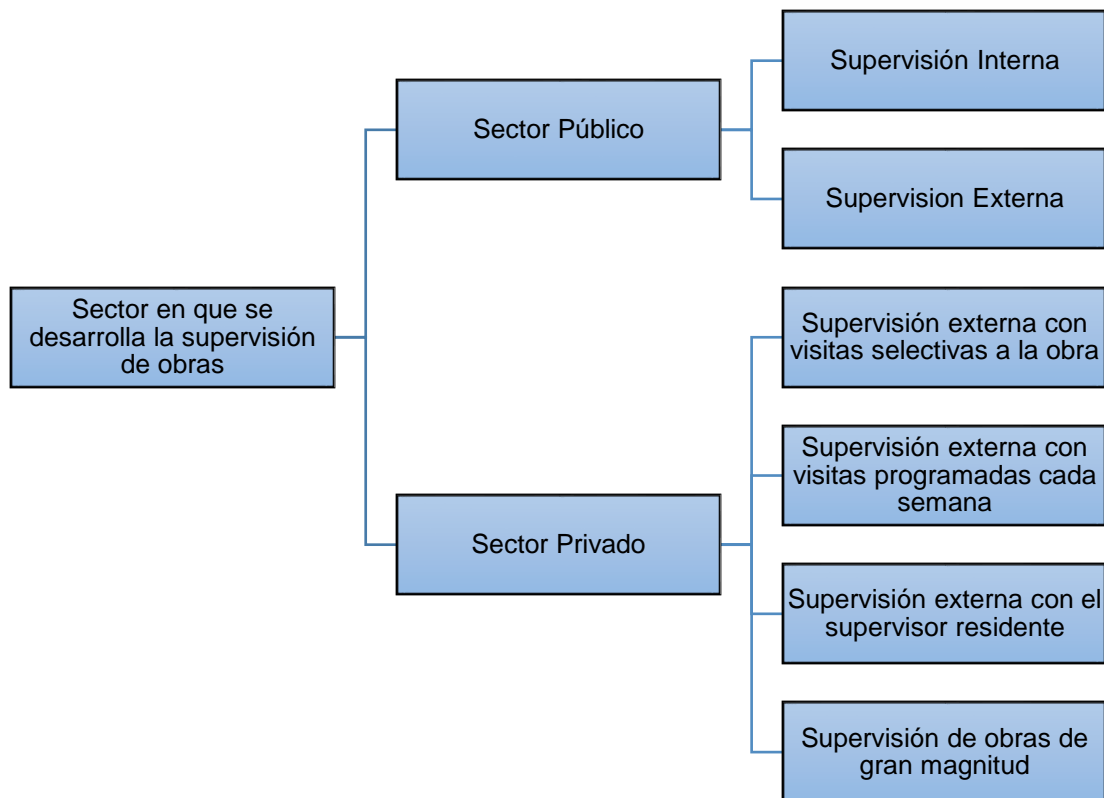 Sector en que se
desarrolla la supervisión
de obras
Sector Público
Supervisión Interna
Supervision Externa
Sector Privado
Supervisión externa con
visitas selectivas a la obra
Supervisión externa con
visitas programadas cada
semana
Supervisión externa con el
supervisor residente
Supervisión de obras de
gran magnitud